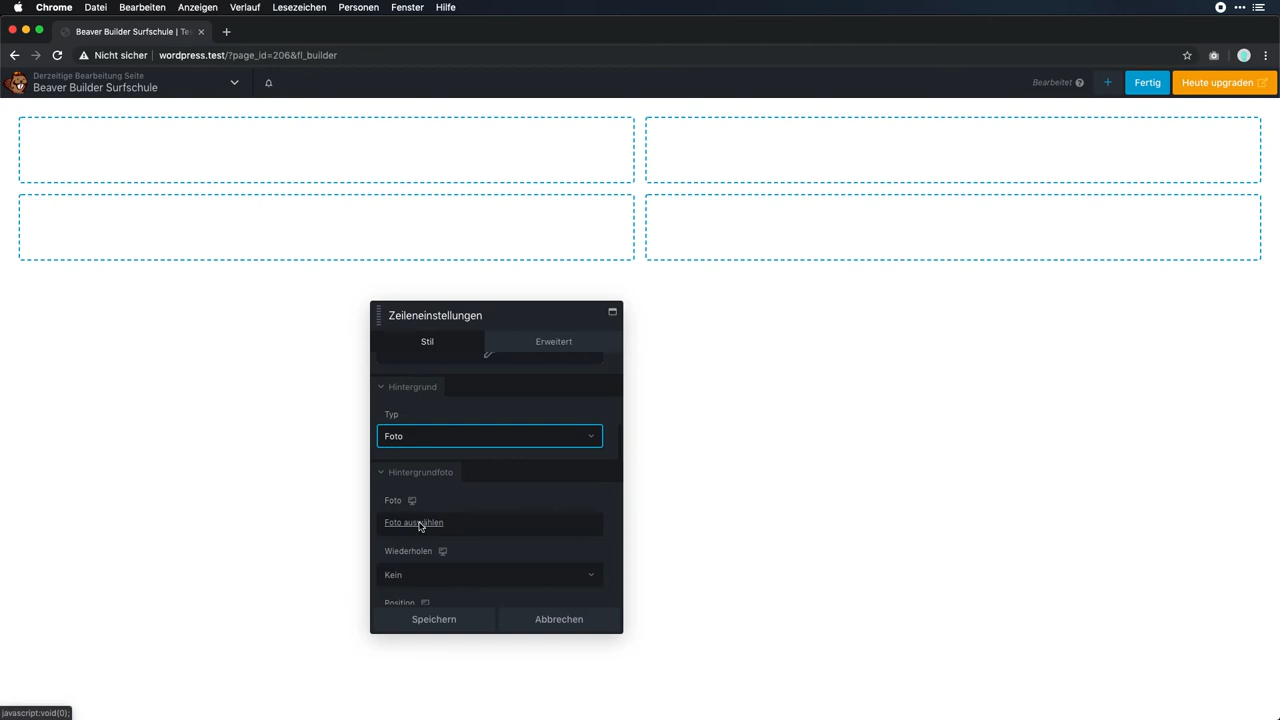 Chrome Datei Bearbeiten Anzeigen Verlauf Lesezeichen Personen Fenster Hilfe
Beaver Builder Surfschule | Te
Nicht sicher wordpress.test/?page_id=206&fl_builder
Derzeitige Bearbeitung Seite
Beaver Builder Surfschule
Bearbeitet
Fertig
Heute upgraden
Zeileneinstellungen
Stil
Erweitert
Hintergrund
Typ
Foto
Hintergrundfoto
Foto
Foto auswählen
Wiederholen
Kein
Position
Speichern
Abbrechen
javascript:void(0);